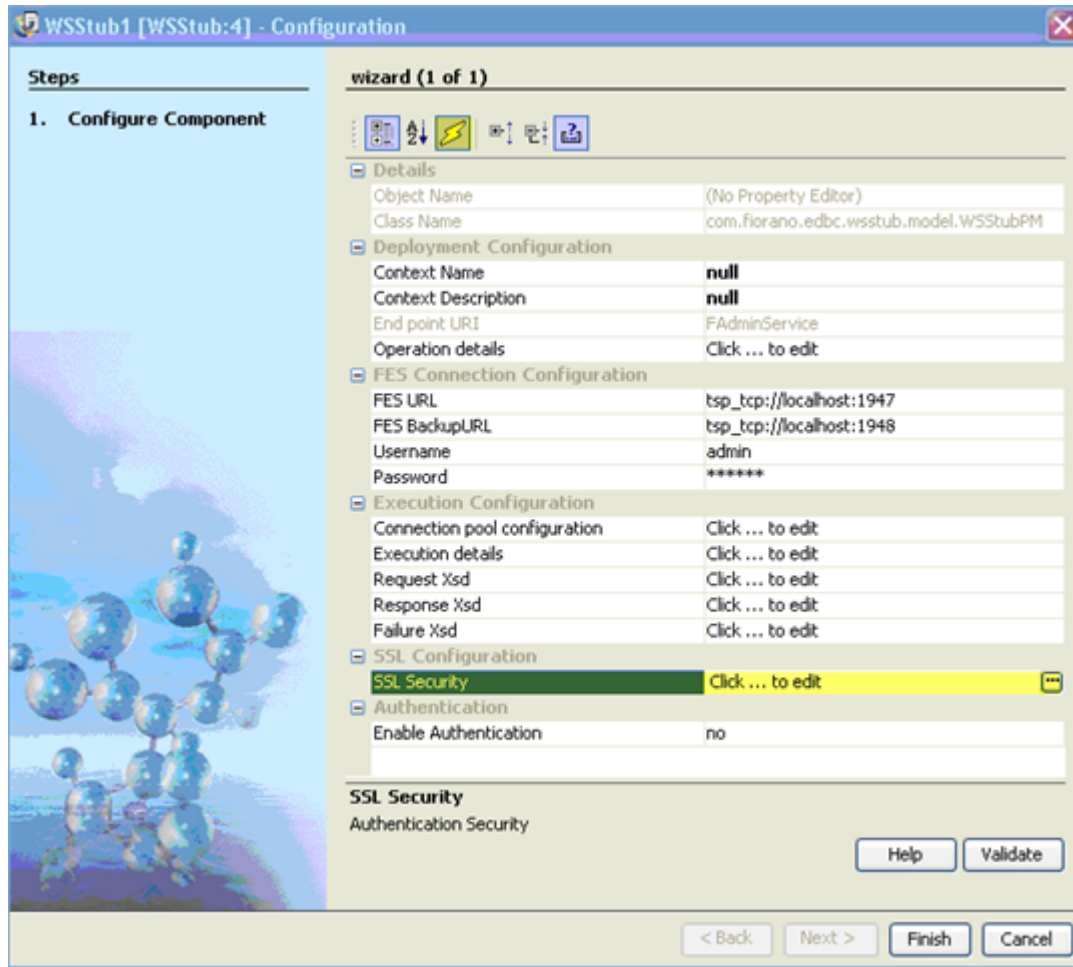 WSStub1 [WSStub:4] - Configuration
Steps
1. Configure Component
wizard (1 of 1)
Details
Object Name (No Property Editor)
Class Name com.fiorano.edbc.wsstub.model.WSStubPM
Deployment Configuration
Context Name null
Context Description null
End point URI FAdminService
Operation details Click ... to edit
FES Connection Configuration
FES URL tsp_tcp://localhost:1947
FES BackupURL tsp_tcp://localhost:1948
Username admin
Password ******
Execution Configuration
Connection pool configuration Click ... to edit
Execution details Click ... to edit
Request Xsd Click ... to edit
Response Xsd Click ... to edit
Failure Xsd Click ... to edit
SSL Configuration
SSL Security Click ... to edit
Authentication
Enable Authentication no
SSL Security
Authentication Security
Help Validate
< Back Next > Finish Cancel